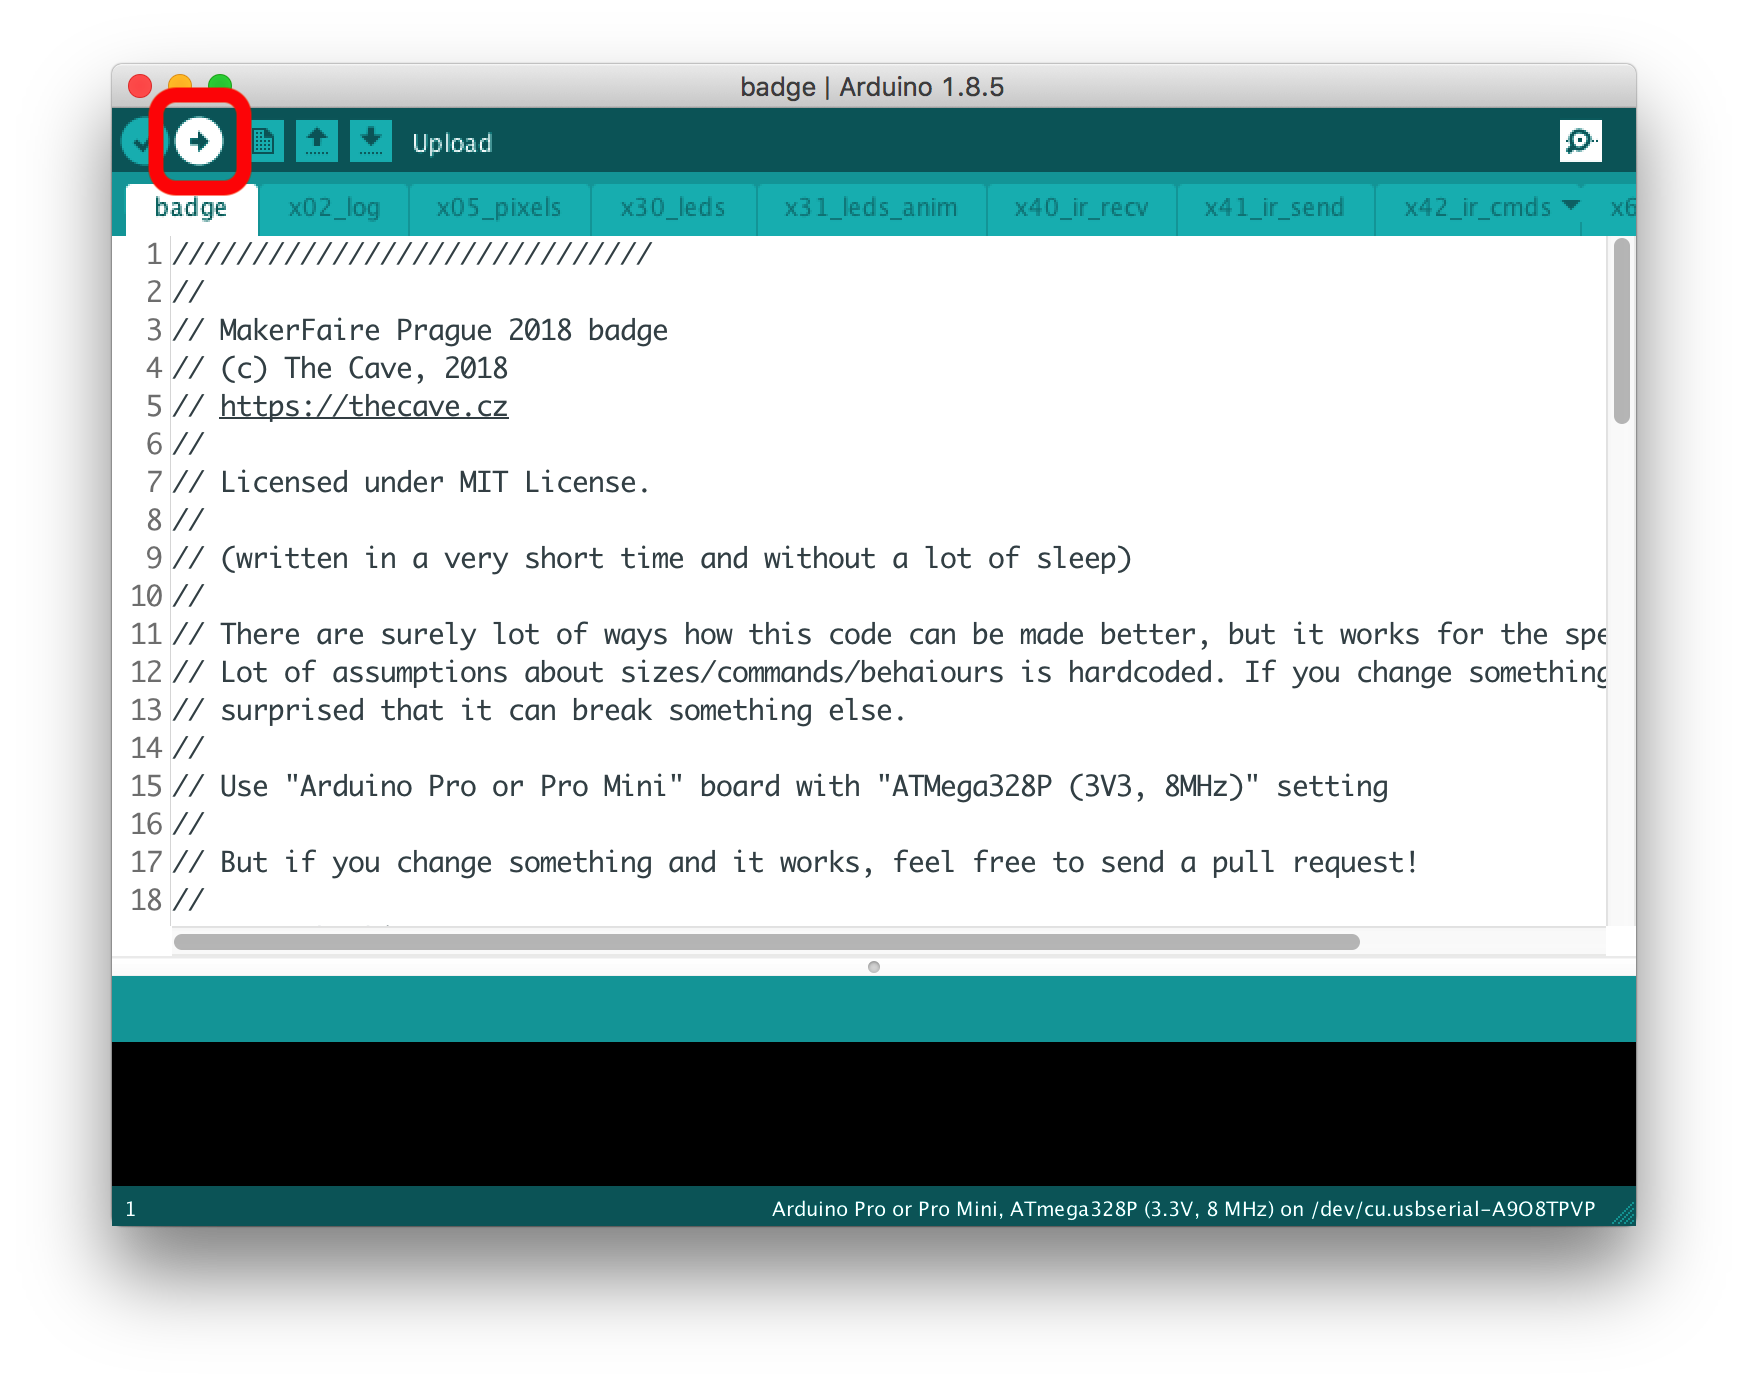 badge | Arduino 1.8.5
Upload
badge x02_log x05_pixels x30_leds x31_leds_anim x40_ir_recv x41_ir_send x42_ir_cmds x6
1 /////////////////////////////​/
2 //
3 // MakerFaire Prague 2018 badge
4 // (c) The Cave, 2018
5 // https://thecave.cz
6 //
7 // Licensed under MIT License.
8 //
9 // (written in a very short time and without a lot of sleep)
10 //
11 // There are surely lot of ways how this code can be made better, but it works for the spe
12 // Lot of assumptions about sizes/commands/behaiours is hardcoded. If you change something
13 // surprised that it can break something else.
14 //
15 // Use "Arduino Pro or Pro Mini" board with "ATMega328P (3V3, 8MHz)" setting
16 //
17 // But if you change something and it works, feel free to send a pull request!
18 //
1 Arduino Pro or Pro Mini, ATmega328P (3.3V, 8 MHz) on /dev/cu.usbserial-A9O8TPVP